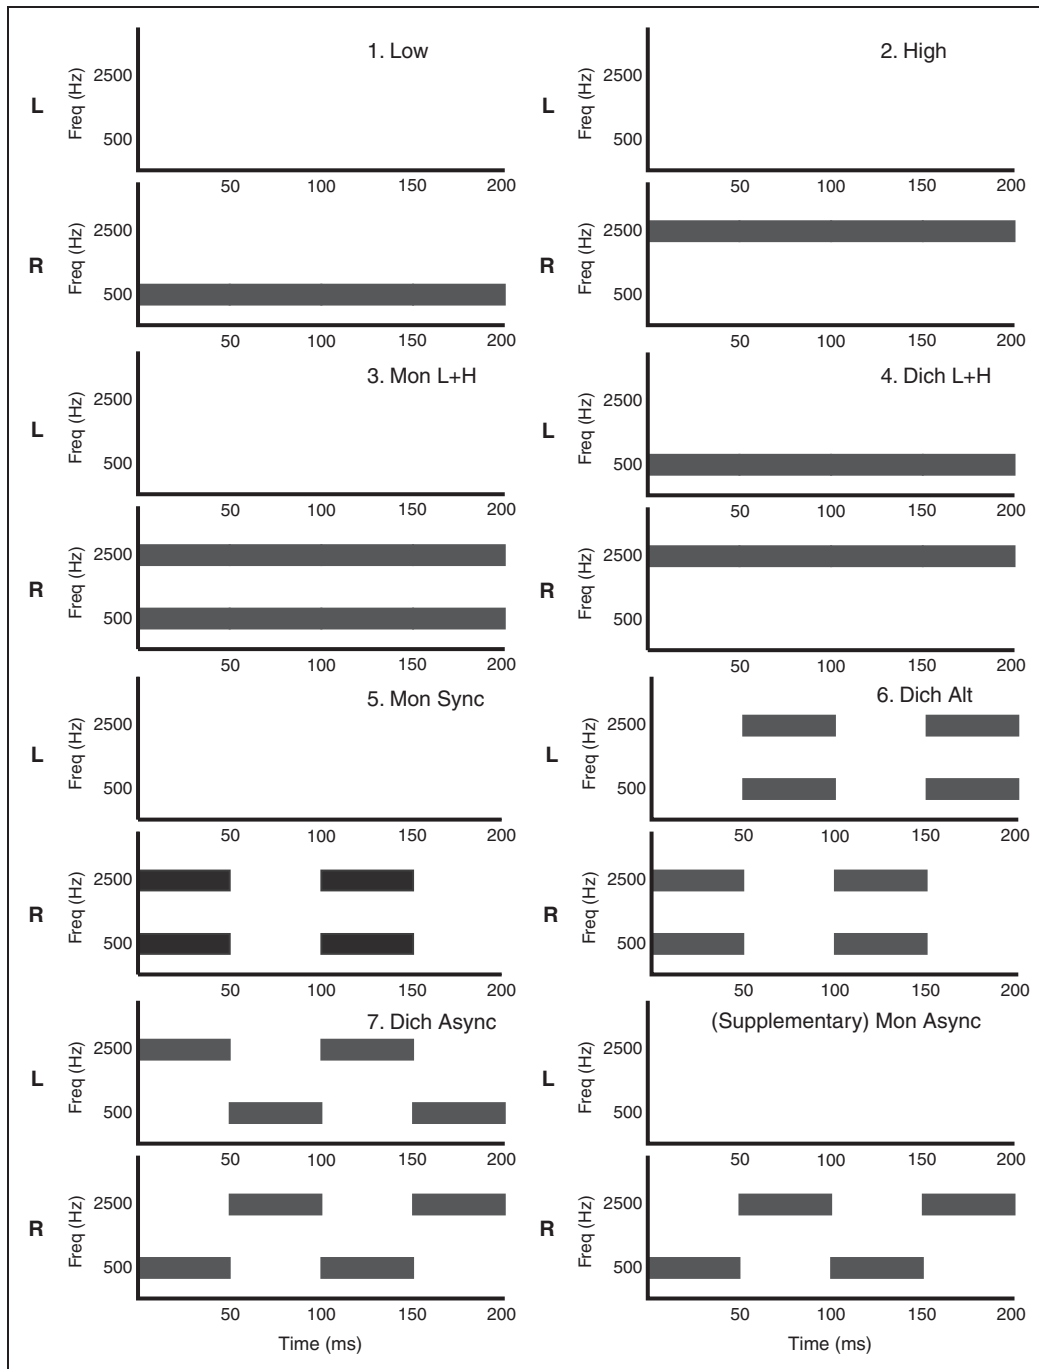 1. Low
L
Freq (Hz)
2500
500
50 100 150 200
R
Freq (Hz)
2500
500
50 100 150 200
2. High
L
Freq (Hz)
2500
500
50 100 150 200
R
Freq (Hz)
2500
500
50 100 150 200
3. Mon L+H
L
Freq (Hz)
2500
500
50 100 150 200
R
Freq (Hz)
2500
500
50 100 150 200
4. Dich L+H
L
Freq (Hz)
2500
500
50 100 150 200
R
Freq (Hz)
2500
500
50 100 150 200
5. Mon Sync
L
Freq (Hz)
2500
500
50 100 150 200
R
Freq (Hz)
2500
500
50 100 150 200
6. Dich Alt
L
Freq (Hz)
2500
500
50 100 150 200
R
Freq (Hz)
2500
500
50 100 150 200
7. Dich Async
L
Freq (Hz)
2500
500
50 100 150 200
R
Freq (Hz)
2500
500
50 100 150 200
Time (ms)
(Supplementary) Mon Async
L
Freq (Hz)
2500
500
50 100 150 200
R
Freq (Hz)
2500
500
50 100 150 200
Time (ms)